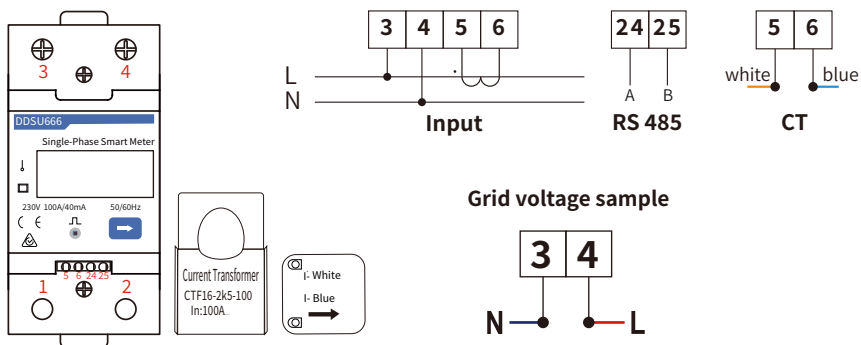 3 4
DDSU666
Single-Phase Smart Meter
230V 100A/40mA 50/60Hz
C E
5 6 24 25
1 2
Current Transformer
CTF16-2k5-100
In:100A
I- White
I- Blue
3 4 5 6
L
N
Input
24 25
A B
RS 485
5 6
white blue
CT
Grid voltage sample
3 4
N L